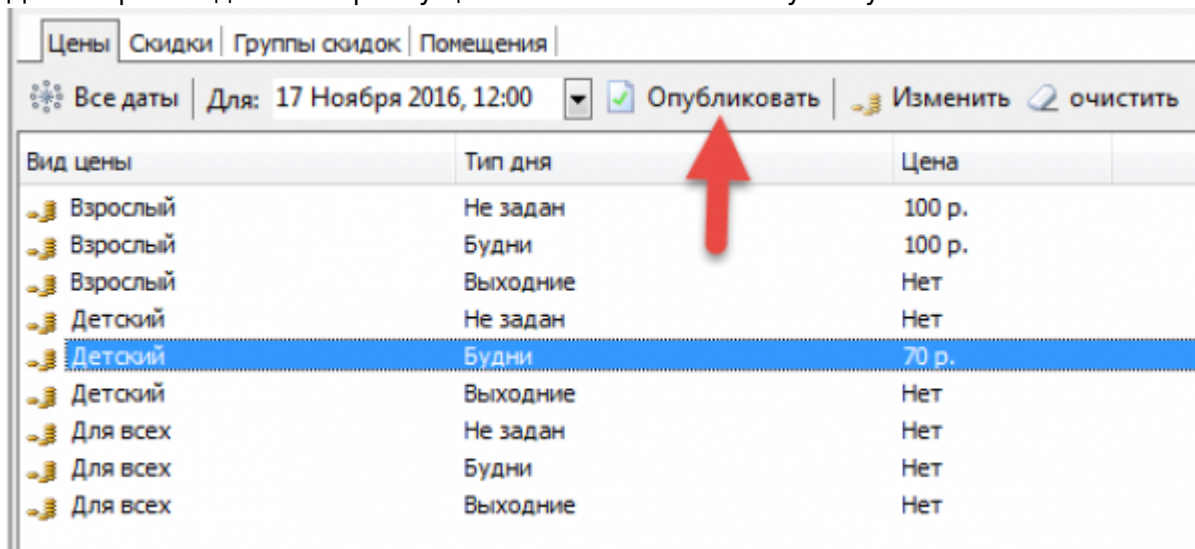 Цены Скидки Группы скидок Помещения
Все даты Для: 17 Ноября 2016, 12:00 Опубликовать Изменить очистить
Вид цены Тип дня Цена
Взрослый Не задан 100 р.
Взрослый Будни 100 р.
Взрослый Выходние Нет
Детский Не задан Нет
Детский Будни 70 р.
Детский Выходние Нет
Для всех Не задан Нет
Для всех Будни Нет
Для всех Выходние Нет